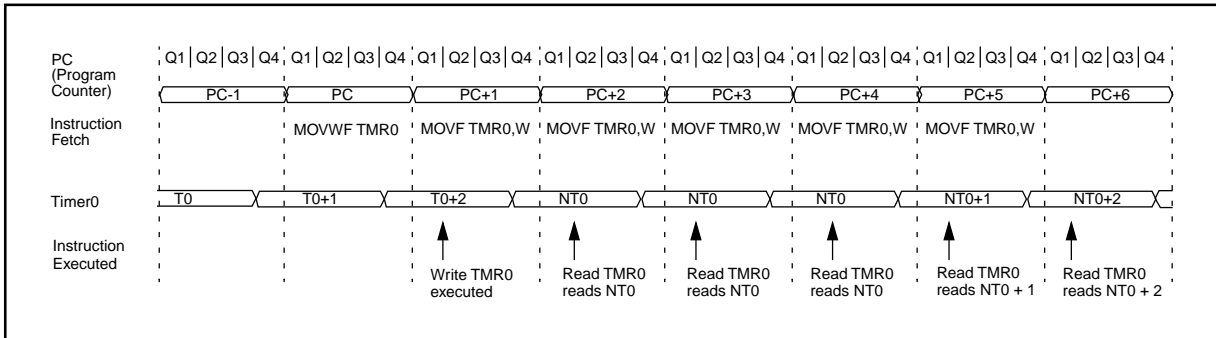 PC
(Program
Counter)
Q1 Q2 Q3 Q4 Q1 Q2 Q3 Q4 Q1 Q2 Q3 Q4 Q1 Q2 Q3 Q4 Q1 Q2 Q3 Q4 Q1 Q2 Q3 Q4 Q1 Q2 Q3 Q4 Q1 Q2 Q3 Q4
PC-1 PC PC+1 PC+2 PC+3 PC+4 PC+5 PC+6
Instruction
Fetch
MOVWF TMR0 MOVF TMR0,W MOVF TMR0,W MOVF TMR0,W MOVF TMR0,W MOVF TMR0,W
Timer0
T0 T0+1 T0+2 NT0 NT0 NT0 NT0+1 NT0+2
Instruction
Executed
Write TMR0
executed
Read TMR0
reads NT0
Read TMR0
reads NT0
Read TMR0
reads NT0
Read TMR0
reads NT0 + 1
Read TMR0
reads NT0 + 2